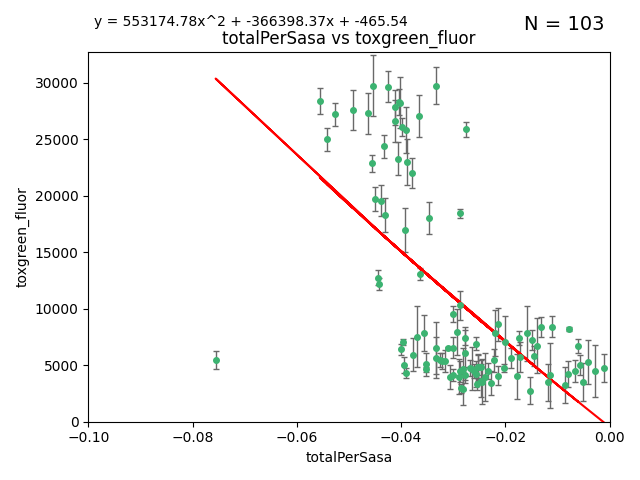 y = 553174.78x^2 + -366398.37x + -465.54
N = 103
totalPerSasa vs toxgreen_fluor
30000
25000
20000
15000
10000
5000
0
toxgreen_fluor
−0.10
−0.08
−0.06
−0.04
−0.02
0.00
totalPerSasa